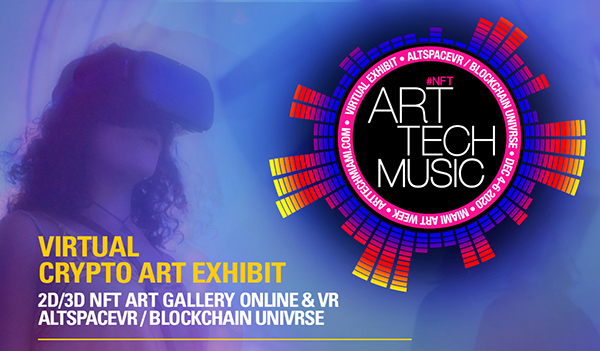 VIRTUAL EXHIBIT • ALTSPACEVR / BLOCKCHAIN UNIVRSE • DEC 4-6 2020 • MIAMI ART WEEK • ARTTECHMIAMI.COM •
#NFT
ART
TECH
MUSIC
VIRTUAL
CRYPTO ART EXHIBIT
2D/3D NFT ART GALLERY ONLINE & VR
ALTSPACEVR / BLOCKCHAIN UNIVRSE